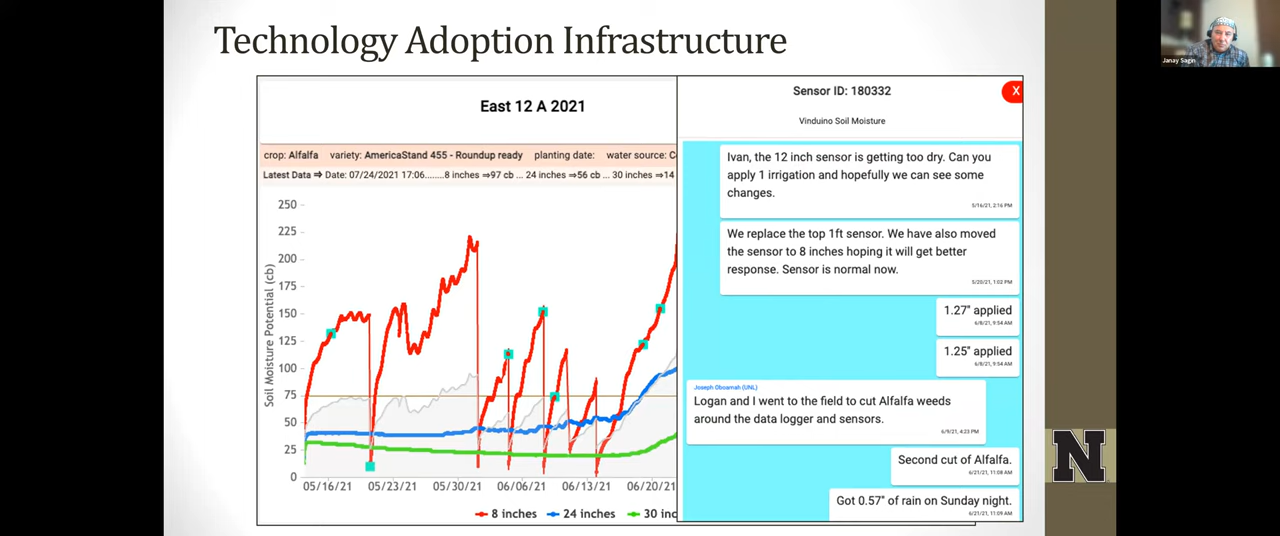 Technology Adoption Infrastructure
Janay Sagin
East 12 A 2021
crop: Alfalfa variety: AmericaStand 455 - Roundup ready planting date: water source: C
Latest Data ⇒ Date: 07/24/2021 17:06........8 inches ⇒97 cb ... 24 inches ⇒56 cb ... 30 inches ⇒14
Soil Moisture Potential (cb)
250
225
200
175
150
125
100
75
50
25
0
05/16/21 05/23/21 05/30/21 06/06/21 06/13/21 06/20/21
8 inches 24 inches 30 inc
Sensor ID: 180332
X
Vinduino Soil Moisture
Ivan, the 12 inch sensor is getting too dry. Can you
apply 1 irrigation and hopefully we can see some
changes.
5/16/21, 2:16 PM
We replace the top 1ft sensor. We have also moved
the sensor to 8 inches hoping it will get better
response. Sensor is normal now.
5/20/21, 1:02 PM
1.27" applied
6/8/21, 9:54 AM
1.25" applied
6/8/21, 9:54 AM
Joseph Oboamah (UNL)
Logan and I went to the field to cut Alfalfa weeds
around the data logger and sensors.
6/9/21, 4:23 PM
Second cut of Alfalfa.
6/21/21, 11:08 AM
Got 0.57" of rain on Sunday night.
6/21/21, 11:09 AM
N